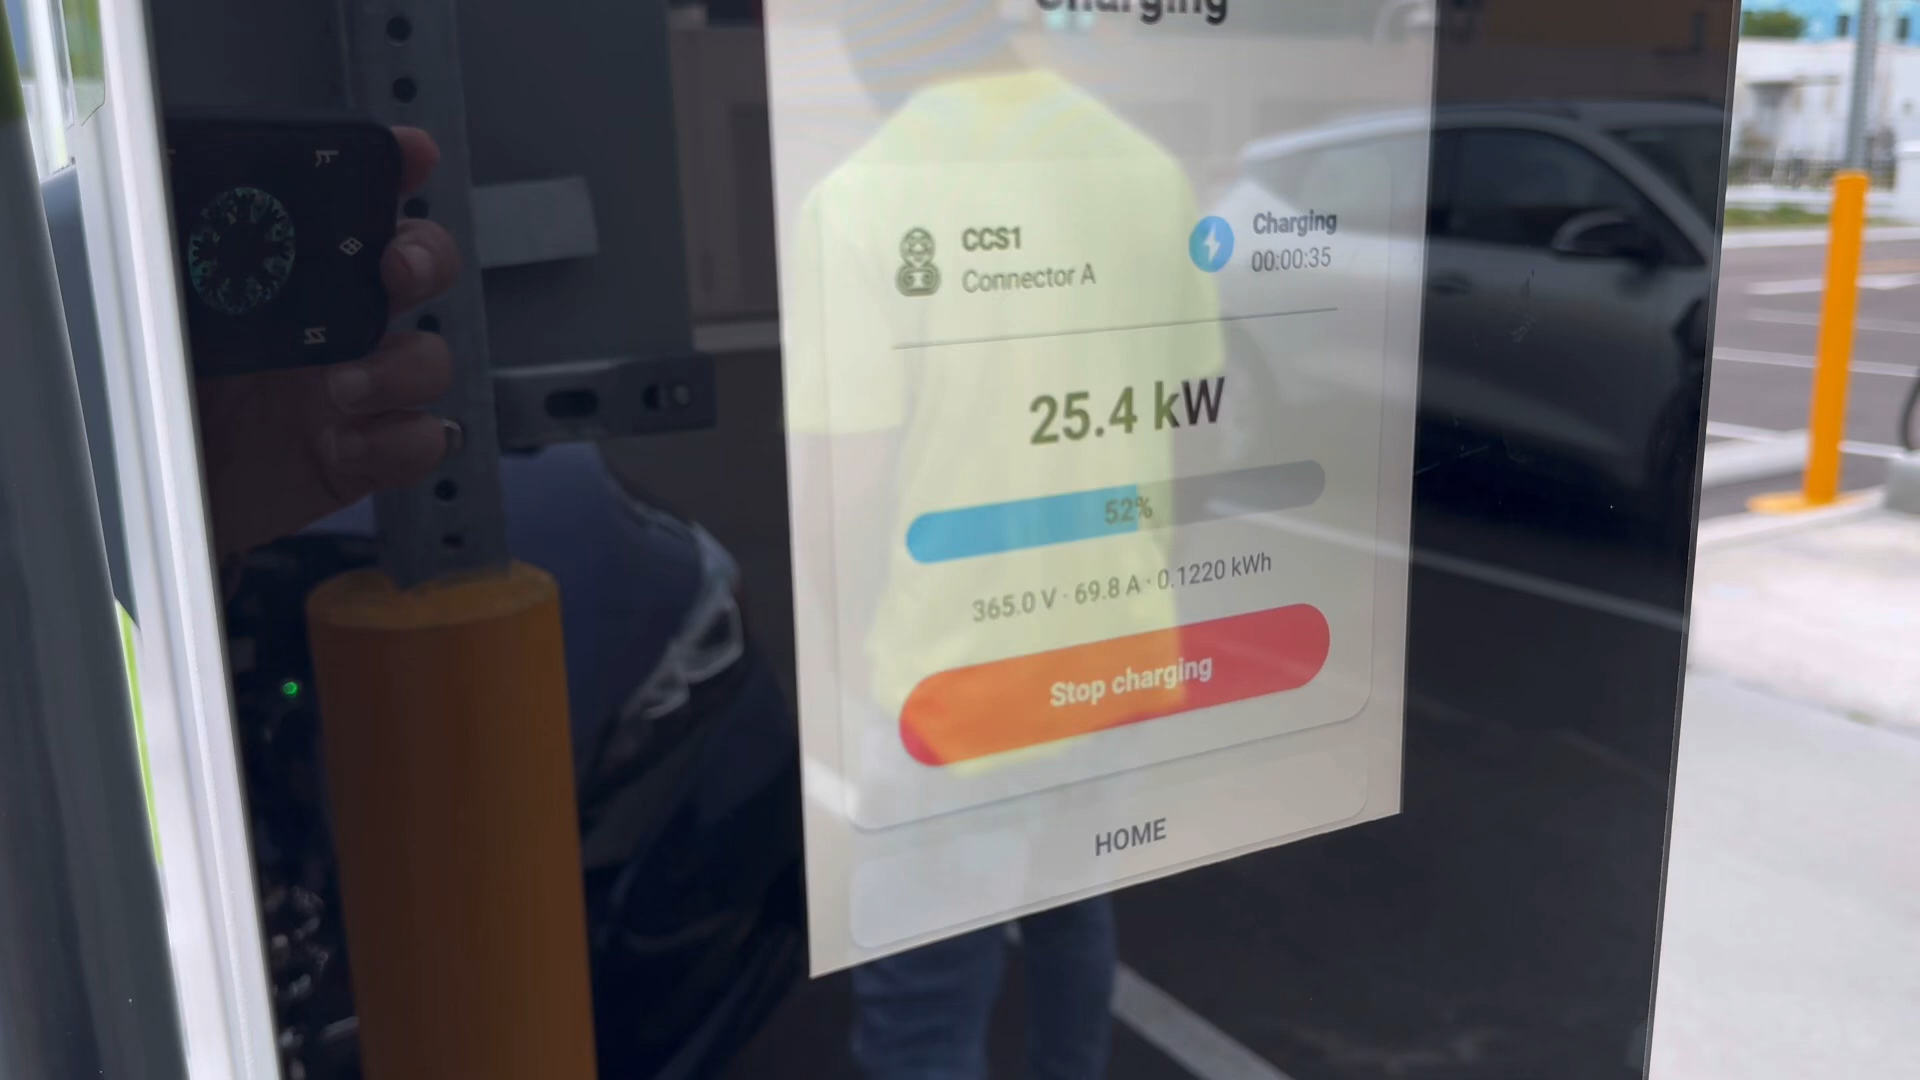 Charging
CCS1
Connector A
Charging
00:00:35
25.4 kW
52%
365.0 V · 69.8 A · 0.1220 kWh
Stop charging
HOME